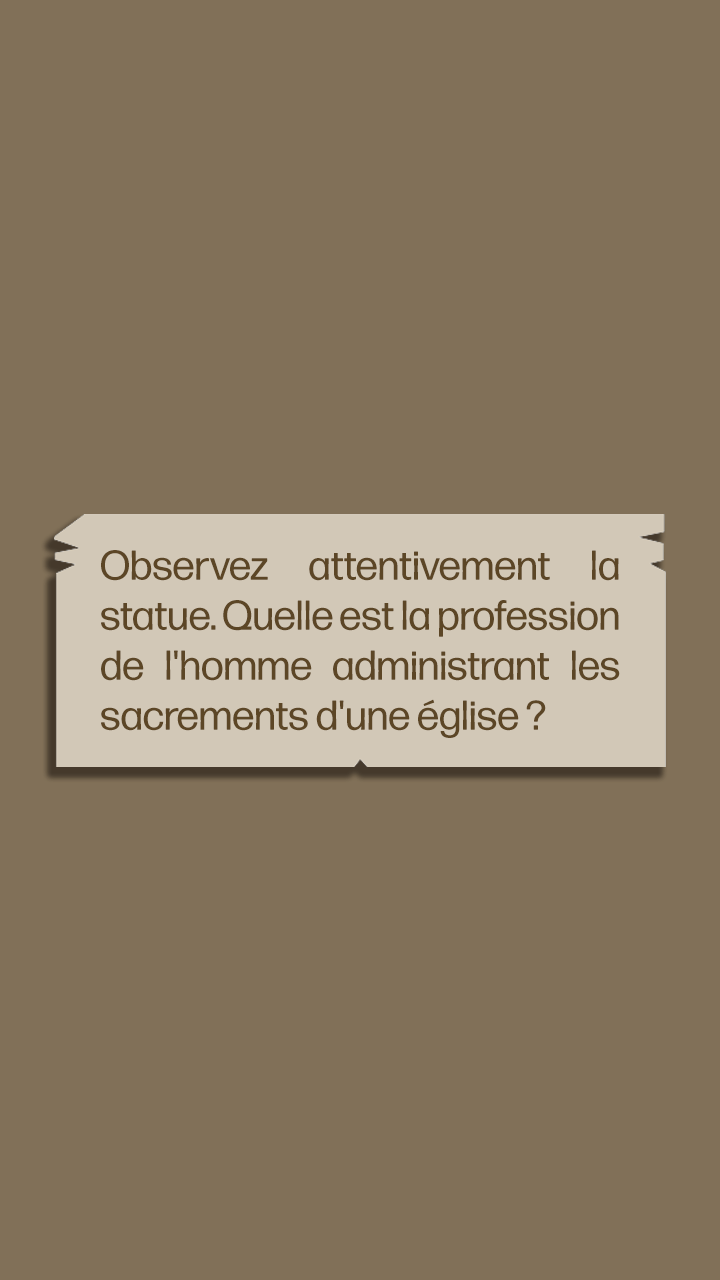 Observez attentivement la
statue. Quelle est la profession
de l'homme administrant les
sacrements d'une église ?